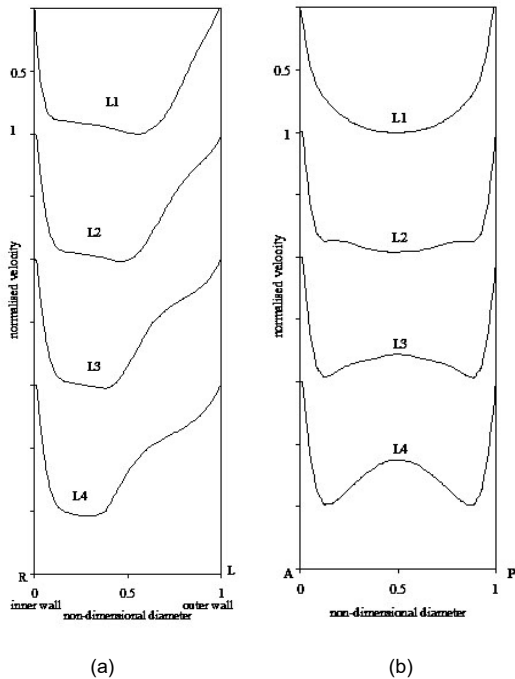 0.5
L1
1
L2
normalised velocity
L3
L4
R
L
0
0.5
1
inner wall
outer wall
non-dimensional diameter
(a)
0.5
L1
1
L2
normalised velocity
L3
L4
A
P
0
0.5
1
non-dimensional diameter
(b)